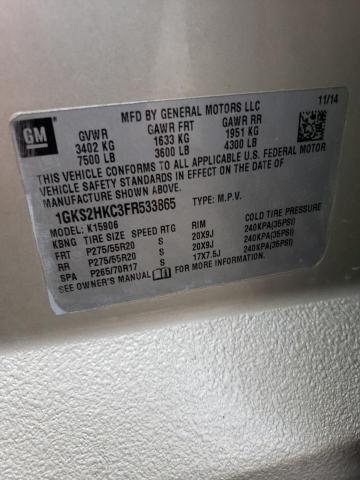 GM
MFD BY GENERAL MOTORS LLC 11/14
GVWR GAWR FRT GAWR RR
3402 KG 1633 KG 1951 KG
7500 LB 3600 LB 4300 LB
THIS VEHICLE CONFORMS TO ALL APPLICABLE U.S. FEDERAL MOTOR
VEHICLE SAFETY STANDARDS IN EFFECT ON THE DATE OF
MANUFACTURE SHOWN ABOVE.
1GKS2HKC3FR533865 TYPE: M.P.V.
MODEL: K15906
KBNG TIRE SIZE SPEED RTG RIM COLD TIRE PRESSURE
FRT P275/55R20 S 20X9J 240KPA(35PSI)
RR P275/55R20 S 20X9J 240KPA(35PSI)
SPA P265/70R17 S 17X7.5J 240KPA(35PSI)
SEE OWNER'S MANUAL